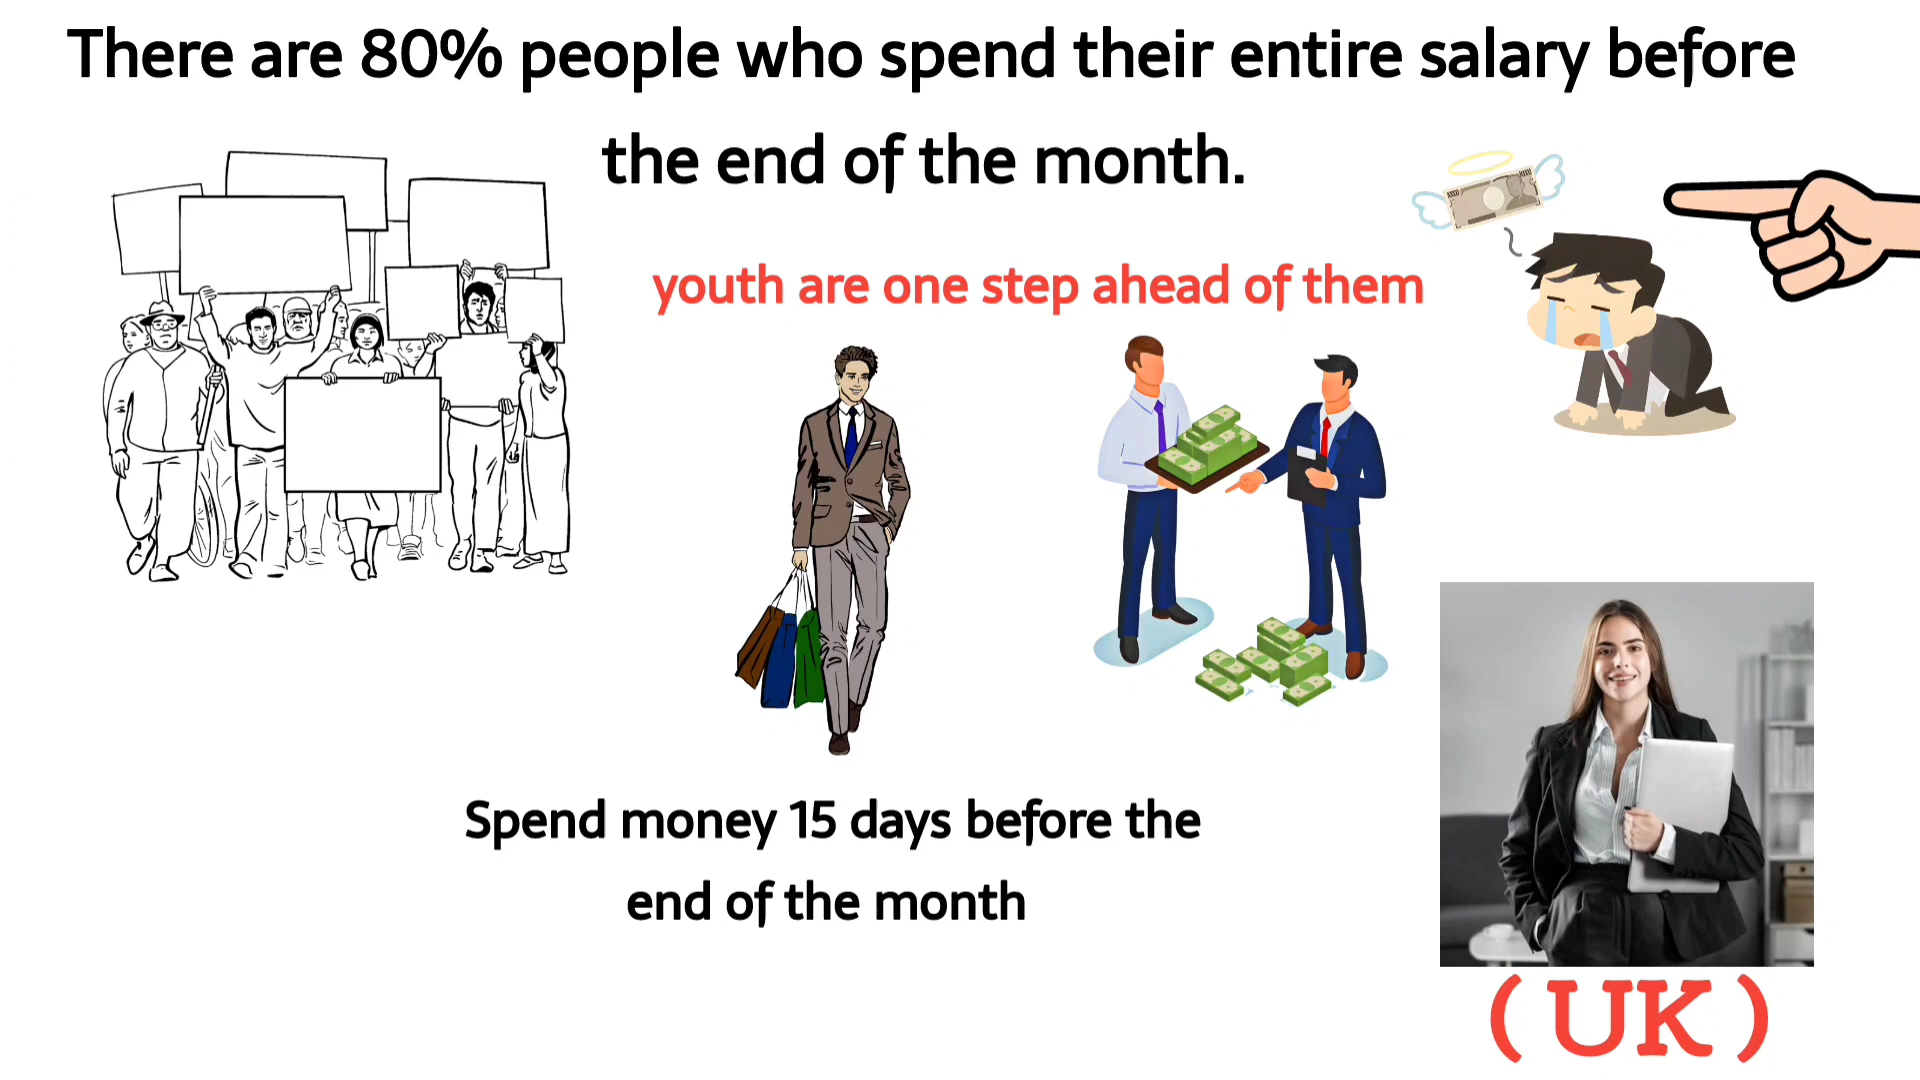 There are 80% people who spend their entire salary before
the end of the month.
youth are one step ahead of them
Spend money 15 days before the
end of the month
( UK )